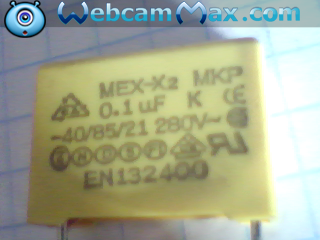 WebcamMax.com
MEX-X2 MKP
0.1uF K
~40/85/21 280V~
EN132400